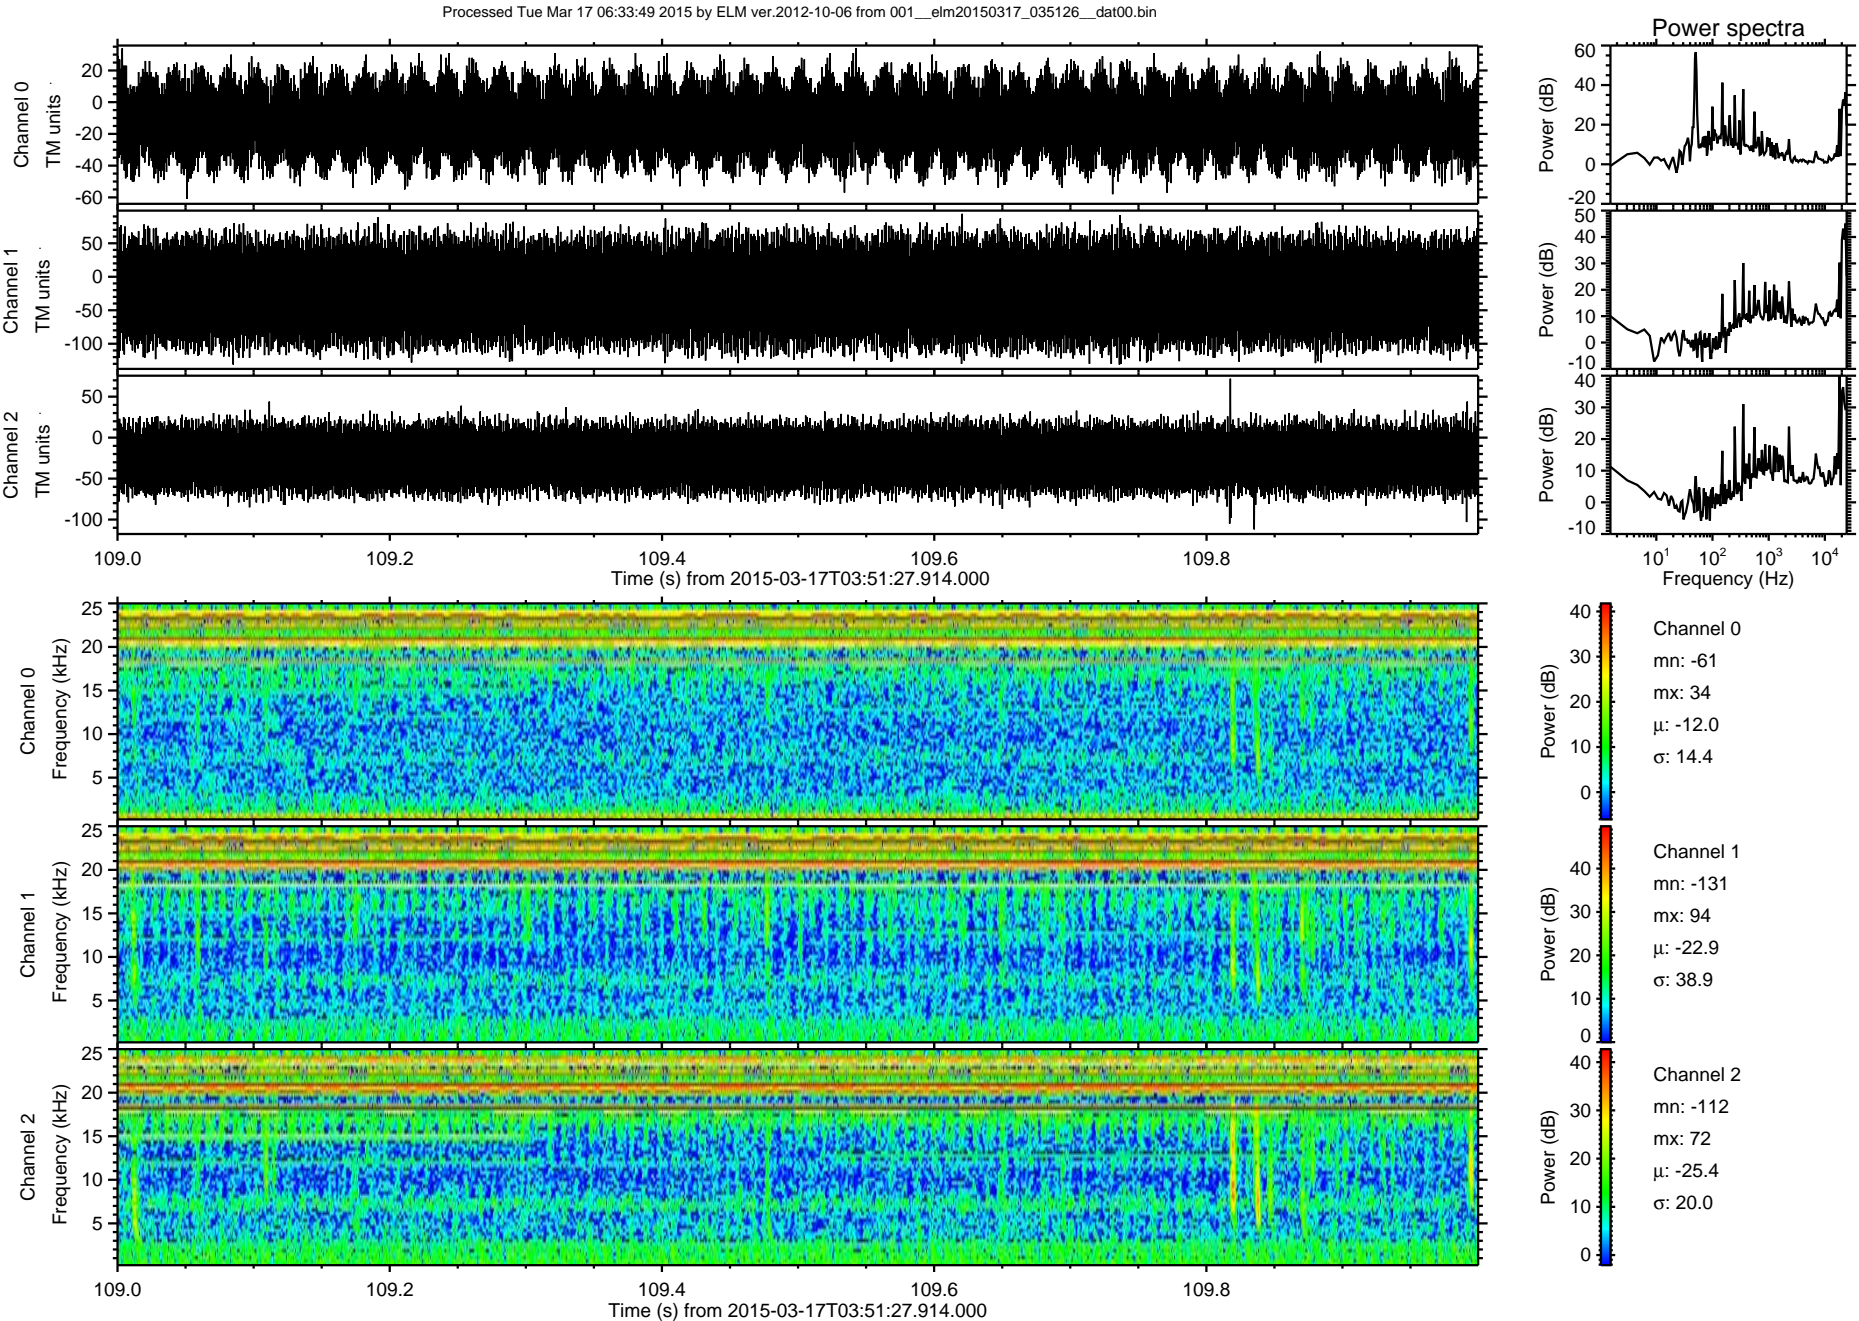 Processed Tue Mar 17 06:33:49 2015 by ELM ver.2012-10-06 from 001__elm20150317_035126__dat00.bin
Power spectra
Channel 0
TM units
20
0
-20
-40
-60
Power (dB)
60
40
20
0
-20
Channel 1
TM units
50
0
-50
-100
Power (dB)
50
40
30
20
10
0
-10
Channel 2
TM units
50
0
-50
-100
Power (dB)
40
30
20
10
0
-10
109.0 109.2 109.4 109.6 109.8
Time (s) from 2015-03-17T03:51:27.914.000
10^1 10^2 10^3 10^4
Frequency (Hz)
Channel 0
Frequency (kHz)
25
20
15
10
5
Power (dB)
40
30
20
10
0
Channel 0
mn: -61
mx: 34
μ: -12.0
σ: 14.4
Channel 1
Frequency (kHz)
25
20
15
10
5
Power (dB)
40
30
20
10
0
Channel 1
mn: -131
mx: 94
μ: -22.9
σ: 38.9
Channel 2
Frequency (kHz)
25
20
15
10
5
Power (dB)
40
30
20
10
0
Channel 2
mn: -112
mx: 72
μ: -25.4
σ: 20.0
109.0 109.2 109.4 109.6 109.8
Time (s) from 2015-03-17T03:51:27.914.000